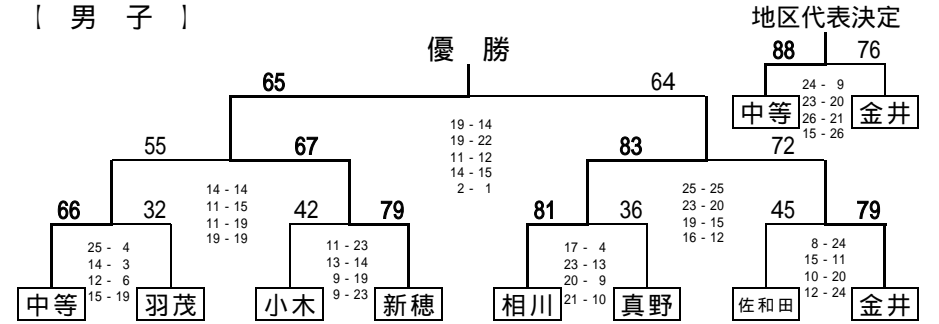 【 男 子 】
地区代表決定
88 76
24 - 9
23 - 20
26 - 21
15 - 26
中等 金井
優 勝
65 64
19 - 14
19 - 22
11 - 12
14 - 15
2 - 1
55 67
14 - 14
11 - 15
11 - 19
19 - 19
83 72
25 - 25
23 - 20
19 - 15
16 - 12
66 32
25 - 4
14 - 3
12 - 6
15 - 19
中等 羽茂
42 79
11 - 23
13 - 14
9 - 19
9 - 23
小木 新穂
81 36
17 - 4
23 - 13
20 - 9
21 - 10
相川 真野
45 79
8 - 24
15 - 11
10 - 20
12 - 24
佐和田 金井